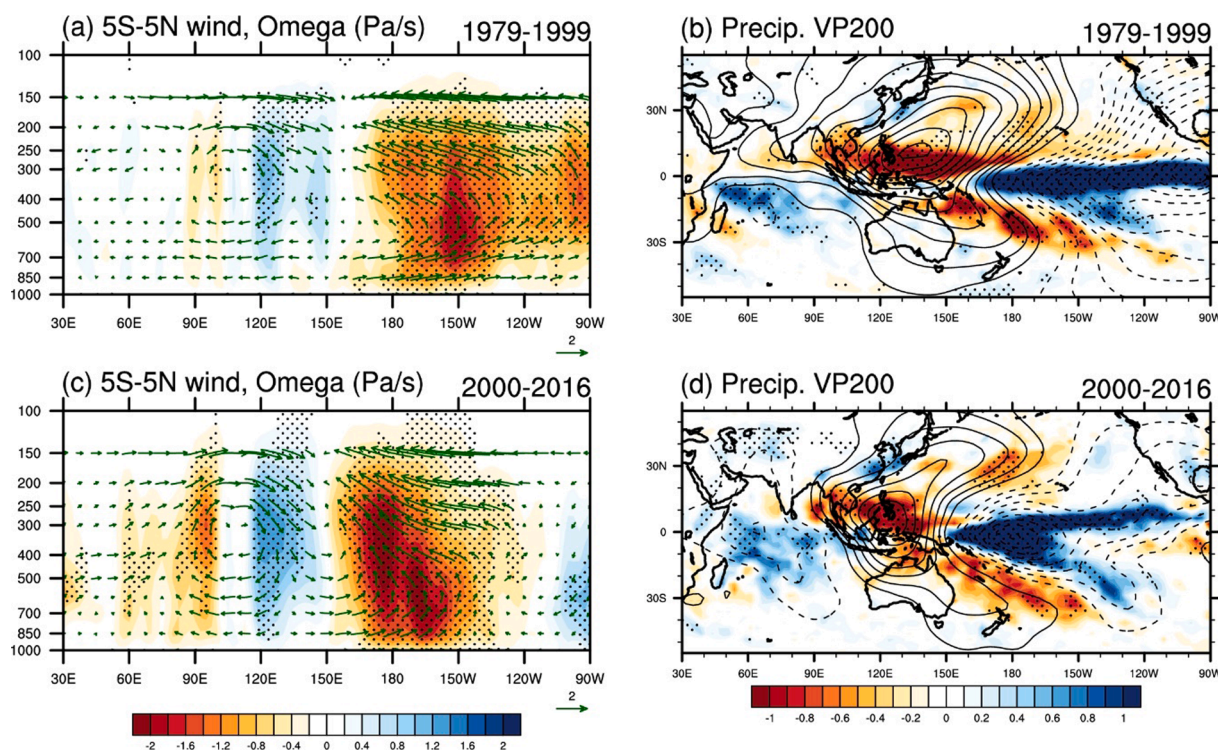 (a) 5S-5N wind, Omega (Pa/s) 1979-1999
100
150
200
250
300
400
500
700
850
1000
30E 60E 90E 120E 150E 180 150W 120W 90W
2
(b) Precip. VP200 1979-1999
30N
0
30S
30E 60E 90E 120E 150E 180 150W 120W 90W
(c) 5S-5N wind, Omega (Pa/s) 2000-2016
100
150
200
250
300
400
500
700
850
1000
30E 60E 90E 120E 150E 180 150W 120W 90W
2
-2 -1.6 -1.2 -0.8 -0.4 0 0.4 0.8 1.2 1.6 2
(d) Precip. VP200 2000-2016
30N
0
30S
30E 60E 90E 120E 150E 180 150W 120W 90W
-1 -0.8 -0.6 -0.4 -0.2 0 0.2 0.4 0.6 0.8 1